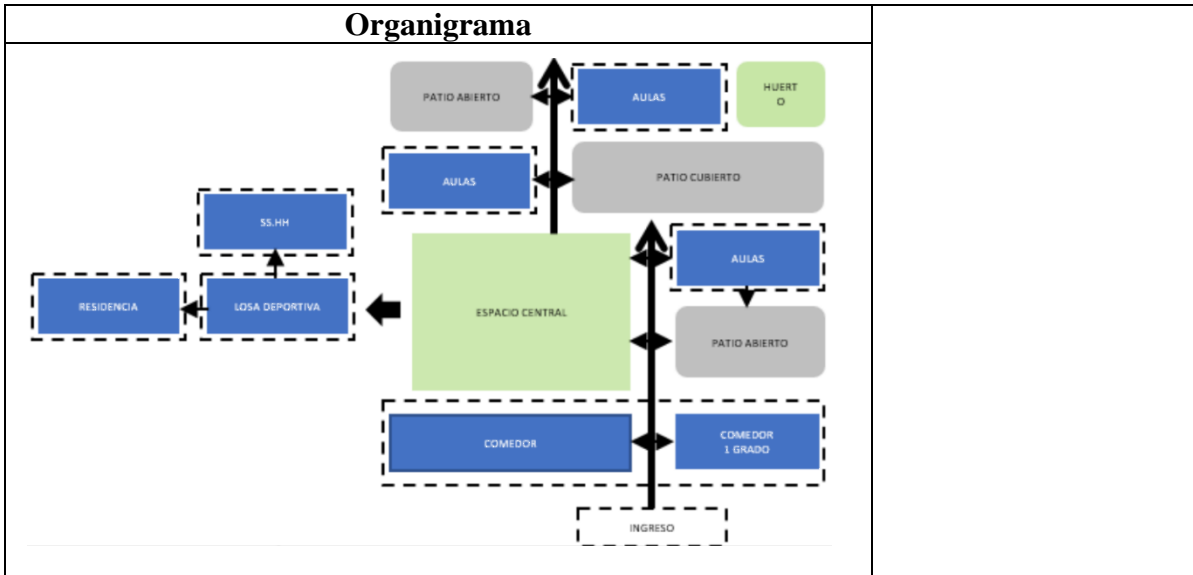 Organigrama
PATIO ABIERTO
AULAS
HUERT
O
AULAS
PATIO CUBIERTO
SS.HH
AULAS
RESIDENCIA
LOSA DEPORTIVA
ESPACIO CENTRAL
PATIO ABIERTO
COMEDOR
COMEDOR
1 GRADO
INGRESO